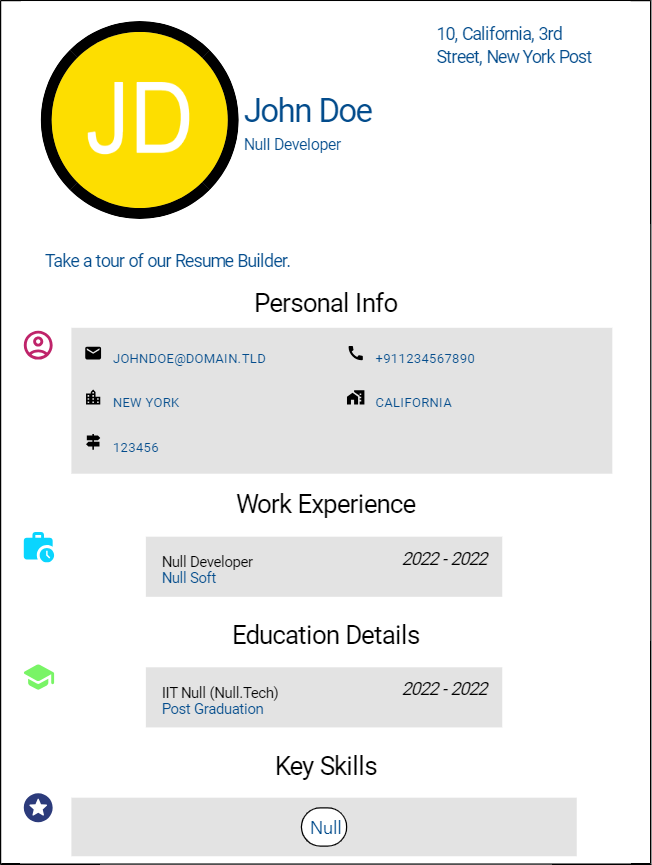 10, California, 3rd
Street, New York Post
JD
John Doe
Null Developer
Take a tour of our Resume Builder.
Personal Info
JOHNDOE@DOMAIN.TLD
+911234567890
NEW YORK
CALIFORNIA
123456
Work Experience
Null Developer
2022 - 2022
Null Soft
Education Details
IIT Null (Null.Tech)
2022 - 2022
Post Graduation
Key Skills
Null